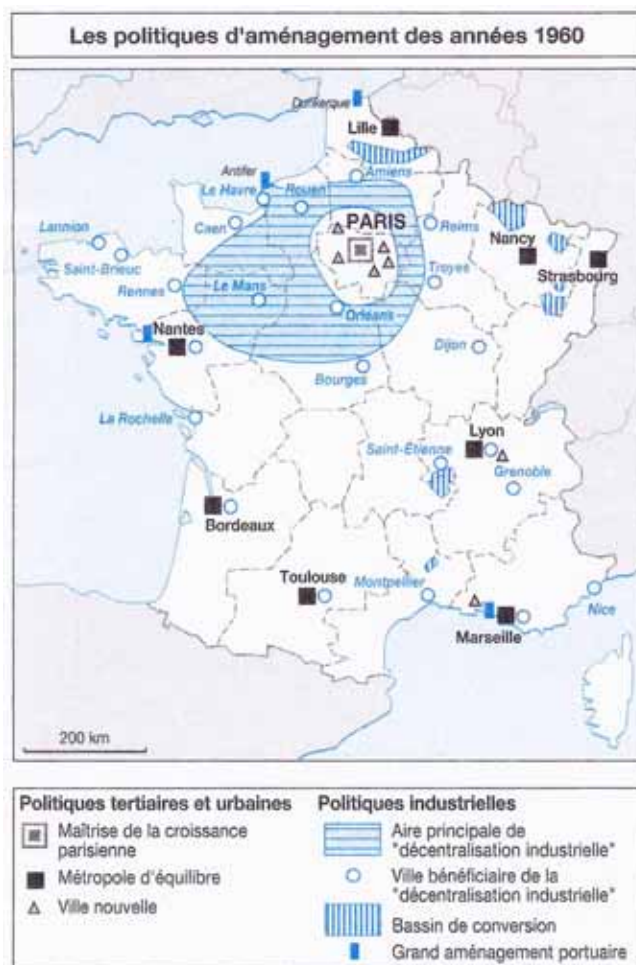 Les politiques d'aménagement des années 1960
Dunkerque
Lille
Amiens
Antifer
Le Havre
Rouen
PARIS
Caen
Reims
Lannion
Saint-Brieuc
Nancy
Strasbourg
Troyes
Rennes
Le Mans
Orléans
Nantes
Dijon
Bourges
La Rochelle
Lyon
Saint-Étienne
Grenoble
Bordeaux
Toulouse
Montpellier
Nice
Marseille
200 km
Politiques tertiaires et urbaines
Maîtrise de la croissance
parisienne
Métropole d'équilibre
Ville nouvelle
Politiques industrielles
Aire principale de
"décentralisation industrielle"
Ville bénéficiaire de la
"décentralisation industrielle"
Bassin de conversion
Grand aménagement portuaire